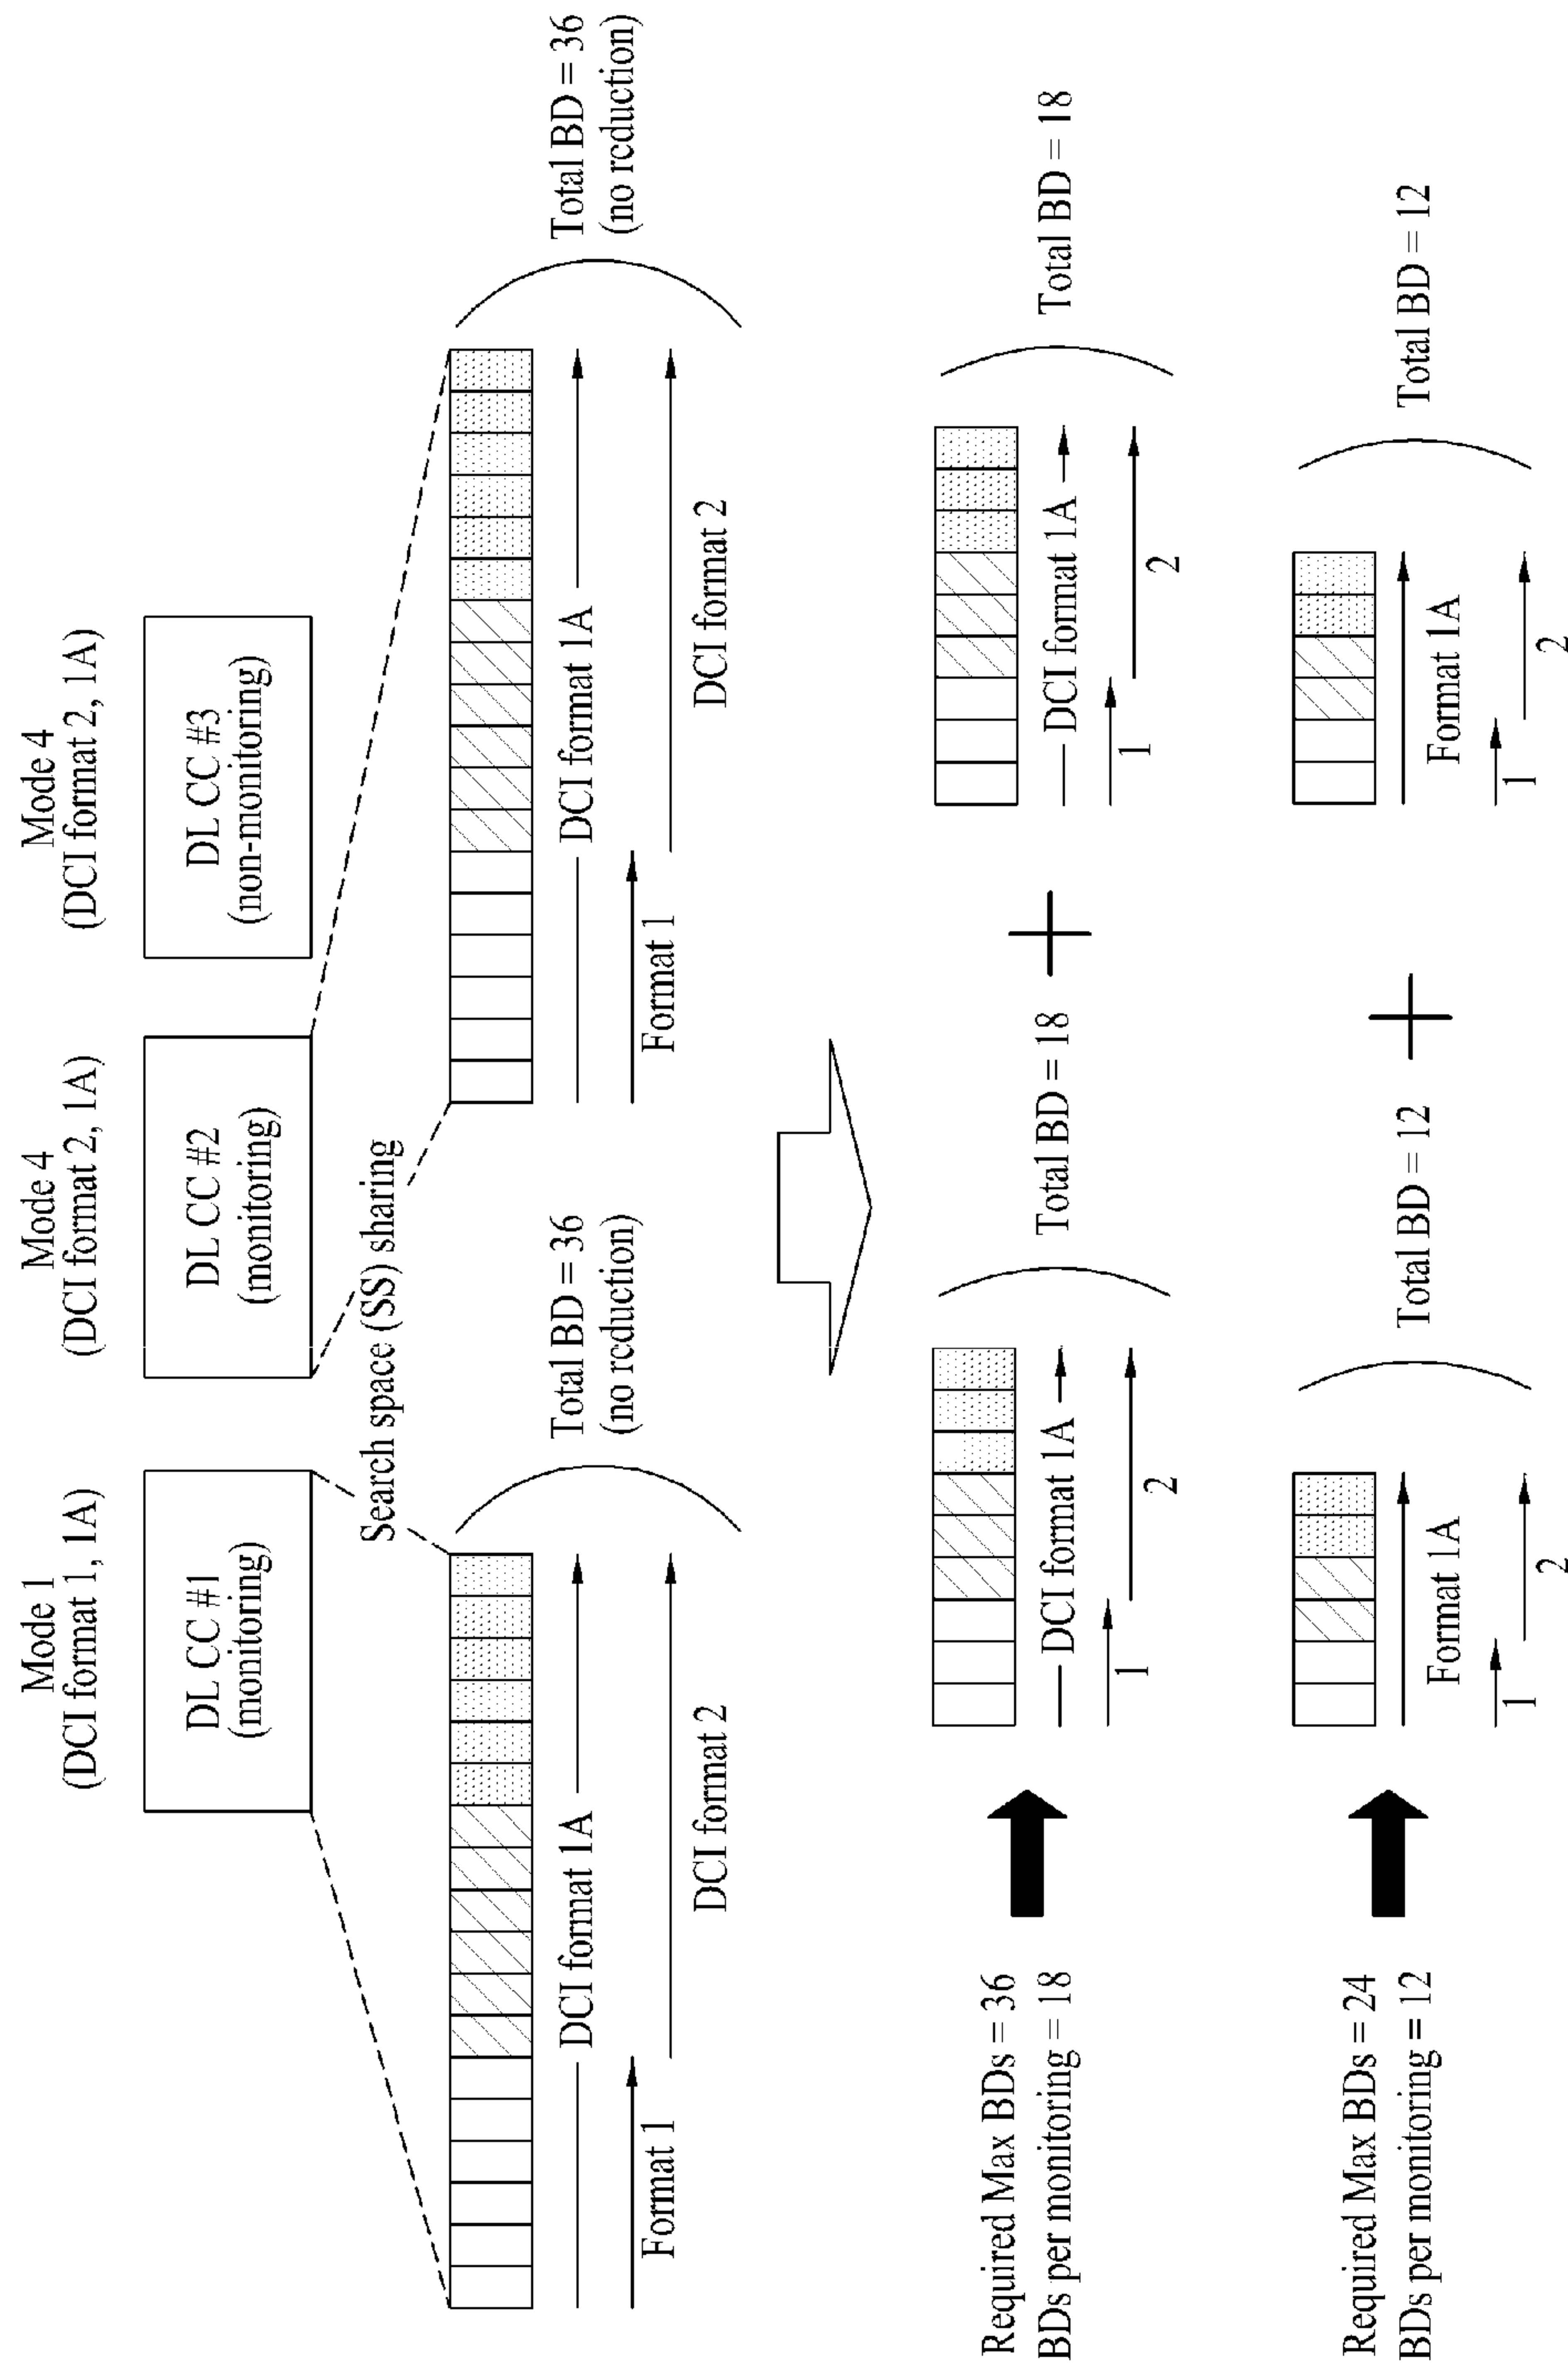 Mode 1
(DCI format 1, 1A)
Mode 4
(DCI format 2, 1A)
Mode 4
(DCI format 2, 1A)
DL CC #1
(monitoring)
DL CC #2
(monitoring)
DL CC #3
(non-monitoring)
Search space (SS) sharing
DCI format 1A
Format 1
DCI format 2
Total BD = 36
(no reduction)
DCI format 1A
Format 1
DCI format 2
Total BD = 36
(no reduction)
Required Max BDs = 36
BDs per monitoring = 18
DCI format 1A
1
2
Total BD = 18
+
DCI format 1A
1
2
Total BD = 18
Required Max BDs = 24
BDs per monitoring = 12
Format 1A
1
2
Total BD = 12
+
Format 1A
1
2
Total BD = 12